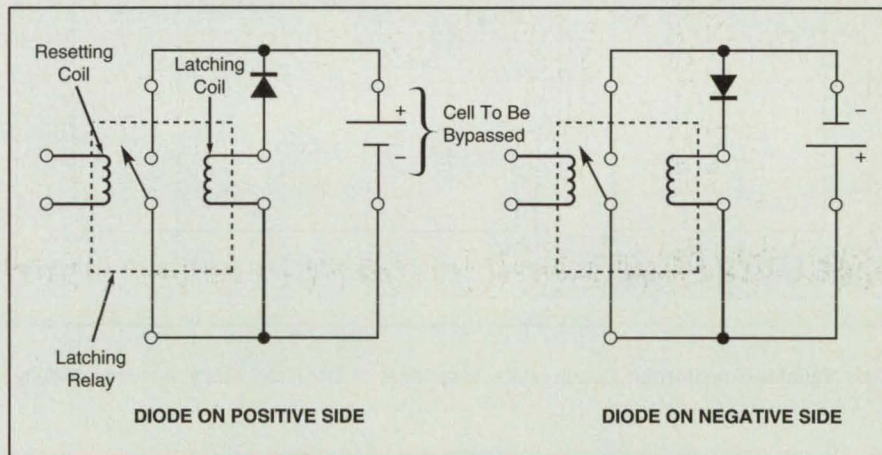 Resetting
Coil
Latching
Coil
+
−
Cell To Be
Bypassed
Latching
Relay
DIODE ON POSITIVE SIDE
−
+
DIODE ON NEGATIVE SIDE